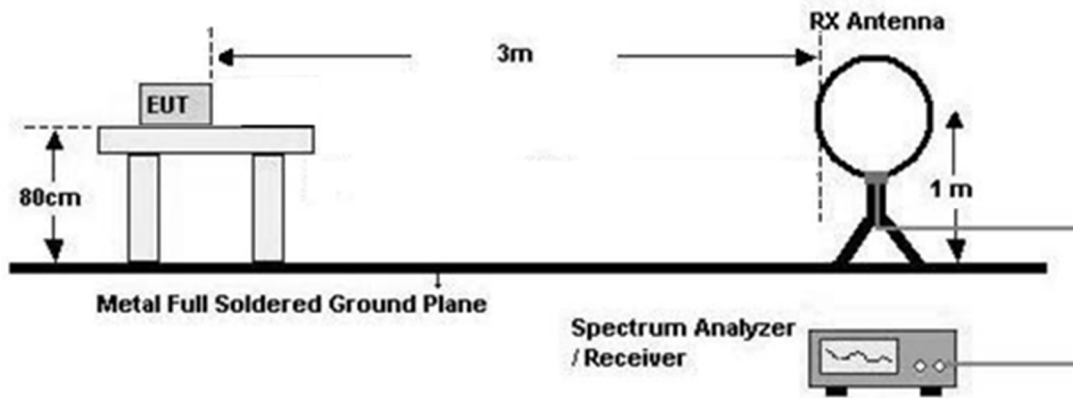 RX Antenna
3m
EUT
80cm
1 m
Metal Full Soldered Ground Plane
Spectrum Analyzer
/ Receiver